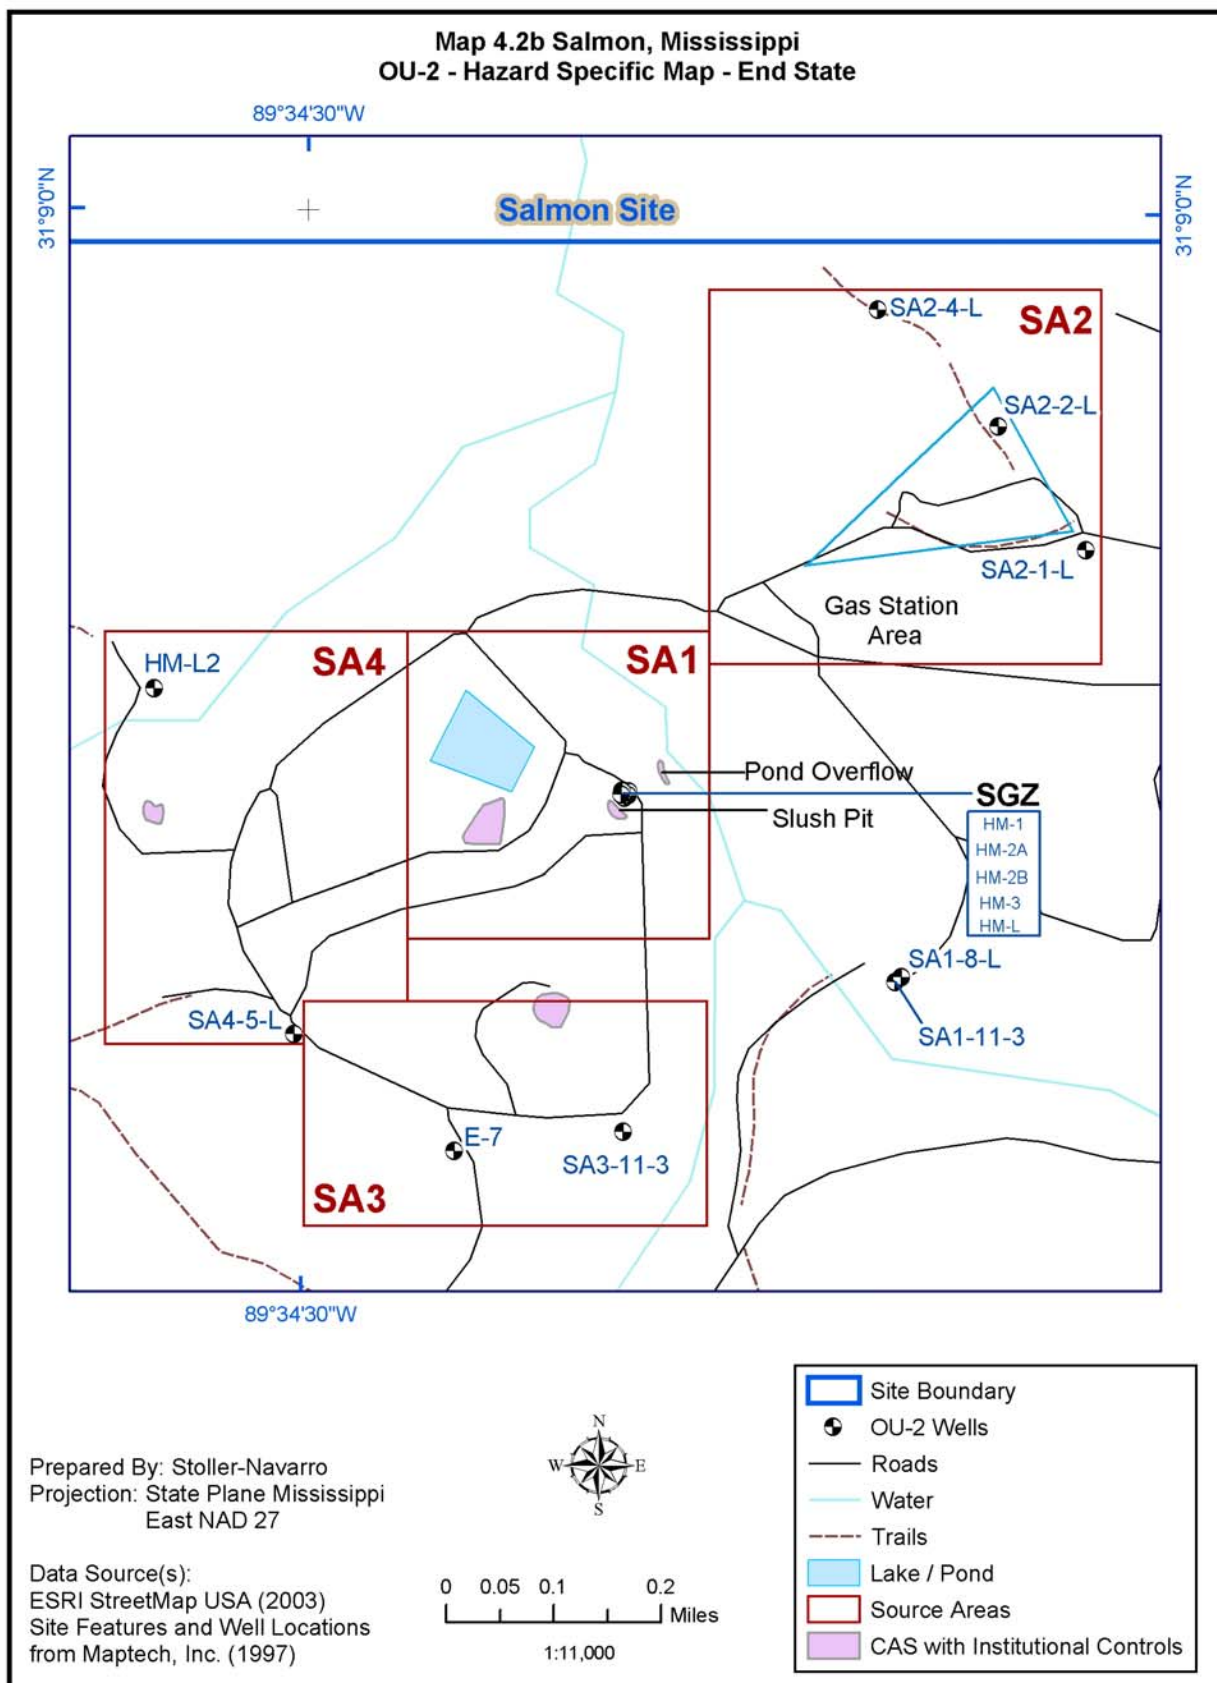 Map 4.2b Salmon, Mississippi
OU-2 - Hazard Specific Map - End State
89°34'30"W
31°9'0"N
31°9'0"N
Salmon Site
SA2-4-L
SA2
SA2-2-L
SA2-1-L
Gas Station
Area
HM-L2
SA4
SA1
Pond Overflow
SGZ
Slush Pit
HM-1
HM-2A
HM-2B
HM-3
HM-L
SA1-8-L
SA4-5-L
SA1-11-3
E-7
SA3-11-3
SA3
89°34'30"W
Prepared By: Stoller-Navarro
Projection: State Plane Mississippi
East NAD 27
Data Source(s):
ESRI StreetMap USA (2003)
Site Features and Well Locations
from Maptech, Inc. (1997)
N
W E
S
0 0.05 0.1 0.2
Miles
1:11,000
Site Boundary
OU-2 Wells
Roads
Water
Trails
Lake / Pond
Source Areas
CAS with Institutional Controls